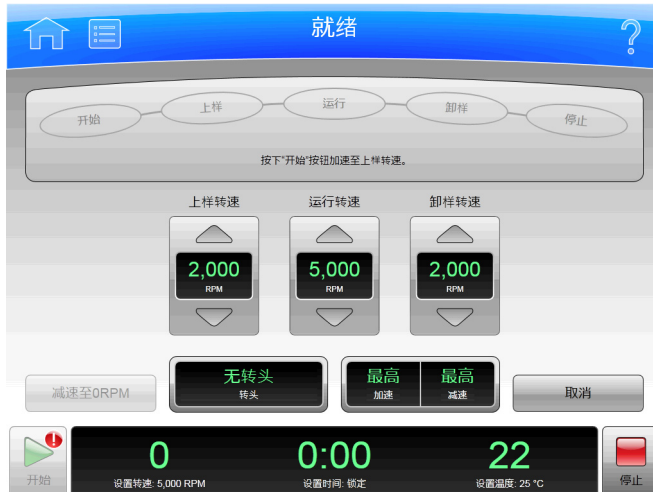 就绪
?
开始 上样 运行 卸样 停止
按下"开始"按钮加速至上样转速。
上样转速 运行转速 卸样转速
2,000 5,000 2,000
RPM RPM RPM
减速至0RPM
无转头
转头
最高 最高
加速 减速
取消
!
开始
0 0:00 22
设置转速: 5,000 RPM 设置时间: 锁定 设置温度: 25 °C
停止